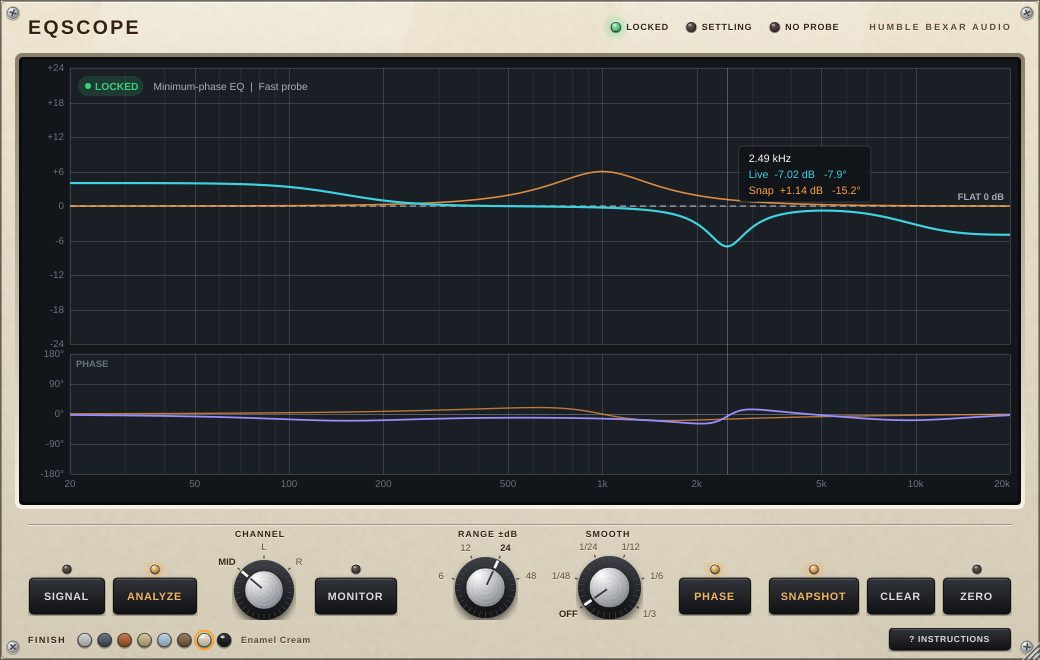 EQSCOPE
LOCKED SETTLING NO PROBE HUMBLE BEXAR AUDIO
+24
LOCKED Minimum-phase EQ | Fast probe
+18
+12
2.49 kHz
+6
Live -7.02 dB -7.9°
Snap +1.14 dB -15.2°
FLAT 0 dB
0
-6
-12
-18
-24
180°
PHASE
90°
0°
-90°
-180°
20 50 100 200 500 1k 2k 5k 10k 20k
CHANNEL RANGE ±dB SMOOTH
L 12 24 1/24 1/12
MID R
6 48 1/48 1/6
OFF 1/3
SIGNAL ANALYZE MONITOR PHASE SNAPSHOT CLEAR ZERO
FINISH Enamel Cream ? INSTRUCTIONS